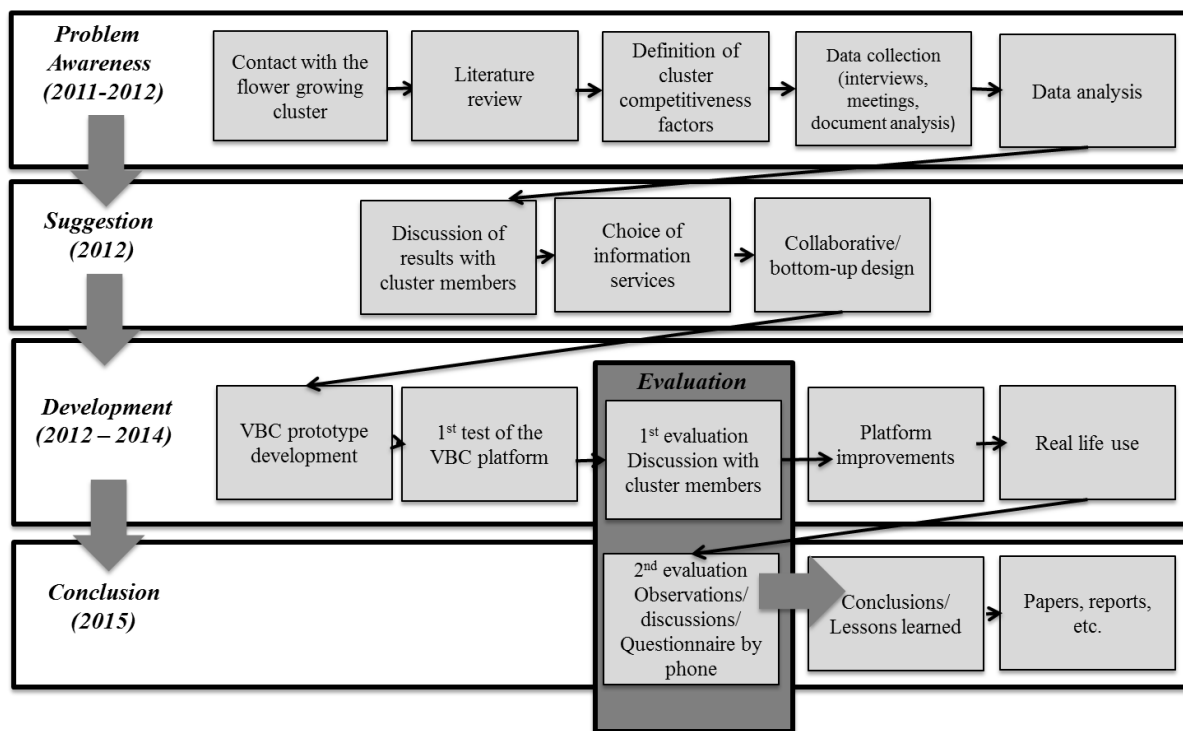 Problem
Awareness
(2011-2012)
Contact with the
flower growing
cluster
Literature
review
Definition of
cluster
competitiveness
factors
Data collection
(interviews,
meetings,
document analysis)
Data analysis
Suggestion
(2012)
Discussion of
results with
cluster members
Choice of
information
services
Collaborative/
bottom-up design
Development
(2012 – 2014)
VBC prototype
development
1st test of the
VBC platform
Evaluation
1st evaluation
Discussion with
cluster members
Platform
improvements
Real life use
Conclusion
(2015)
2nd evaluation
Observations/
discussions/
Questionnaire by
phone
Conclusions/
Lessons learned
Papers, reports,
etc.